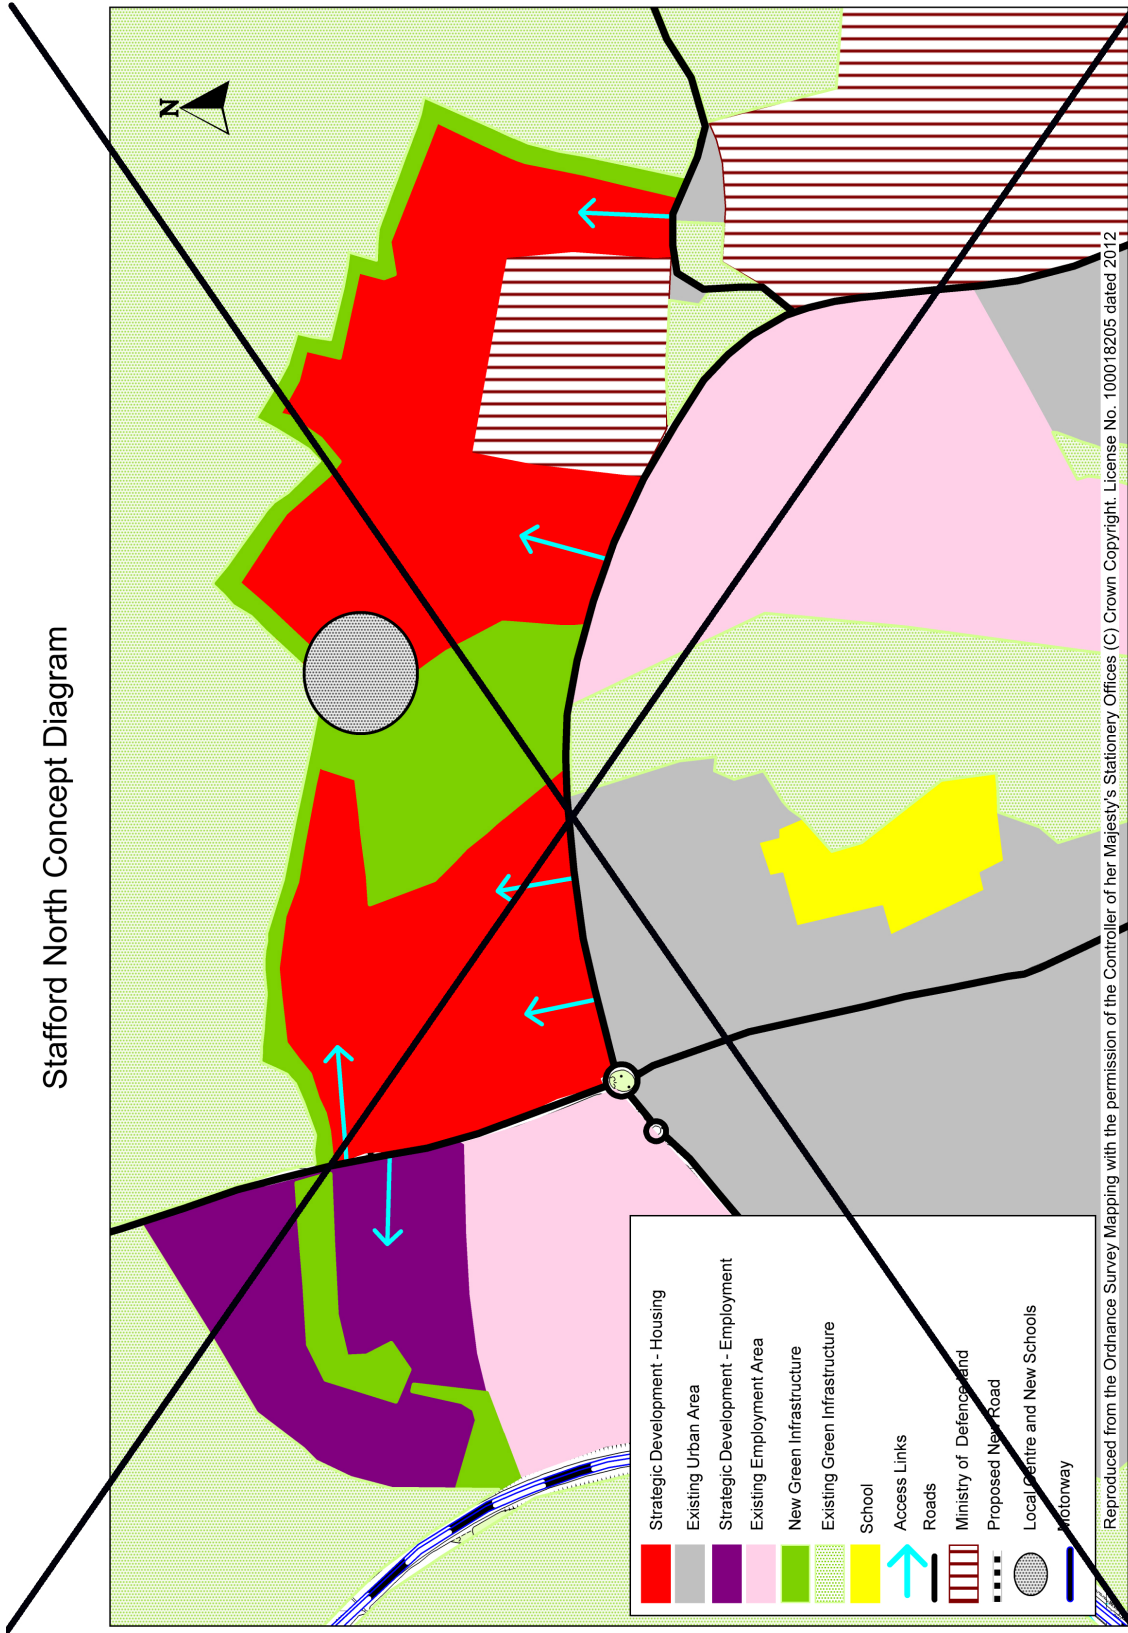 Stafford North Concept Diagram
N
Strategic Development - Housing
Existing Urban Area
Strategic Development - Employment
Existing Employment Area
New Green Infrastructure
Existing Green Infrastructure
School
Access Links
Roads
Ministry of Defence land
Proposed New Road
Local Centre and New Schools
Motorway
Reproduced from the Ordnance Survey Mapping with the permission of the Controller of her Majesty's Stationery Offices (C) Crown Copyright. License No. 100018205 dated 2012